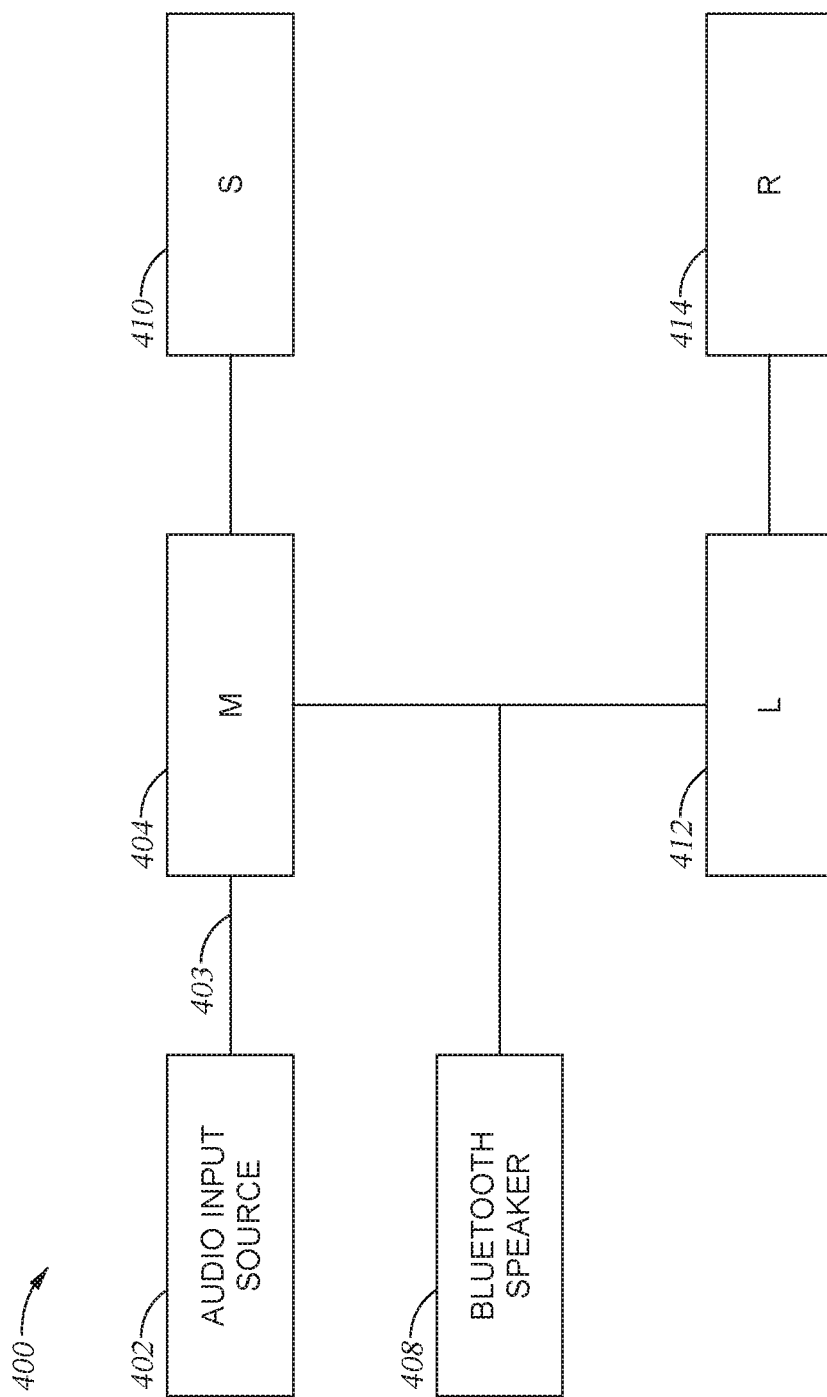 400
402
AUDIO INPUT
SOURCE
403
404
M
410
S
408
BLUETOOTH
SPEAKER
412
L
414
R